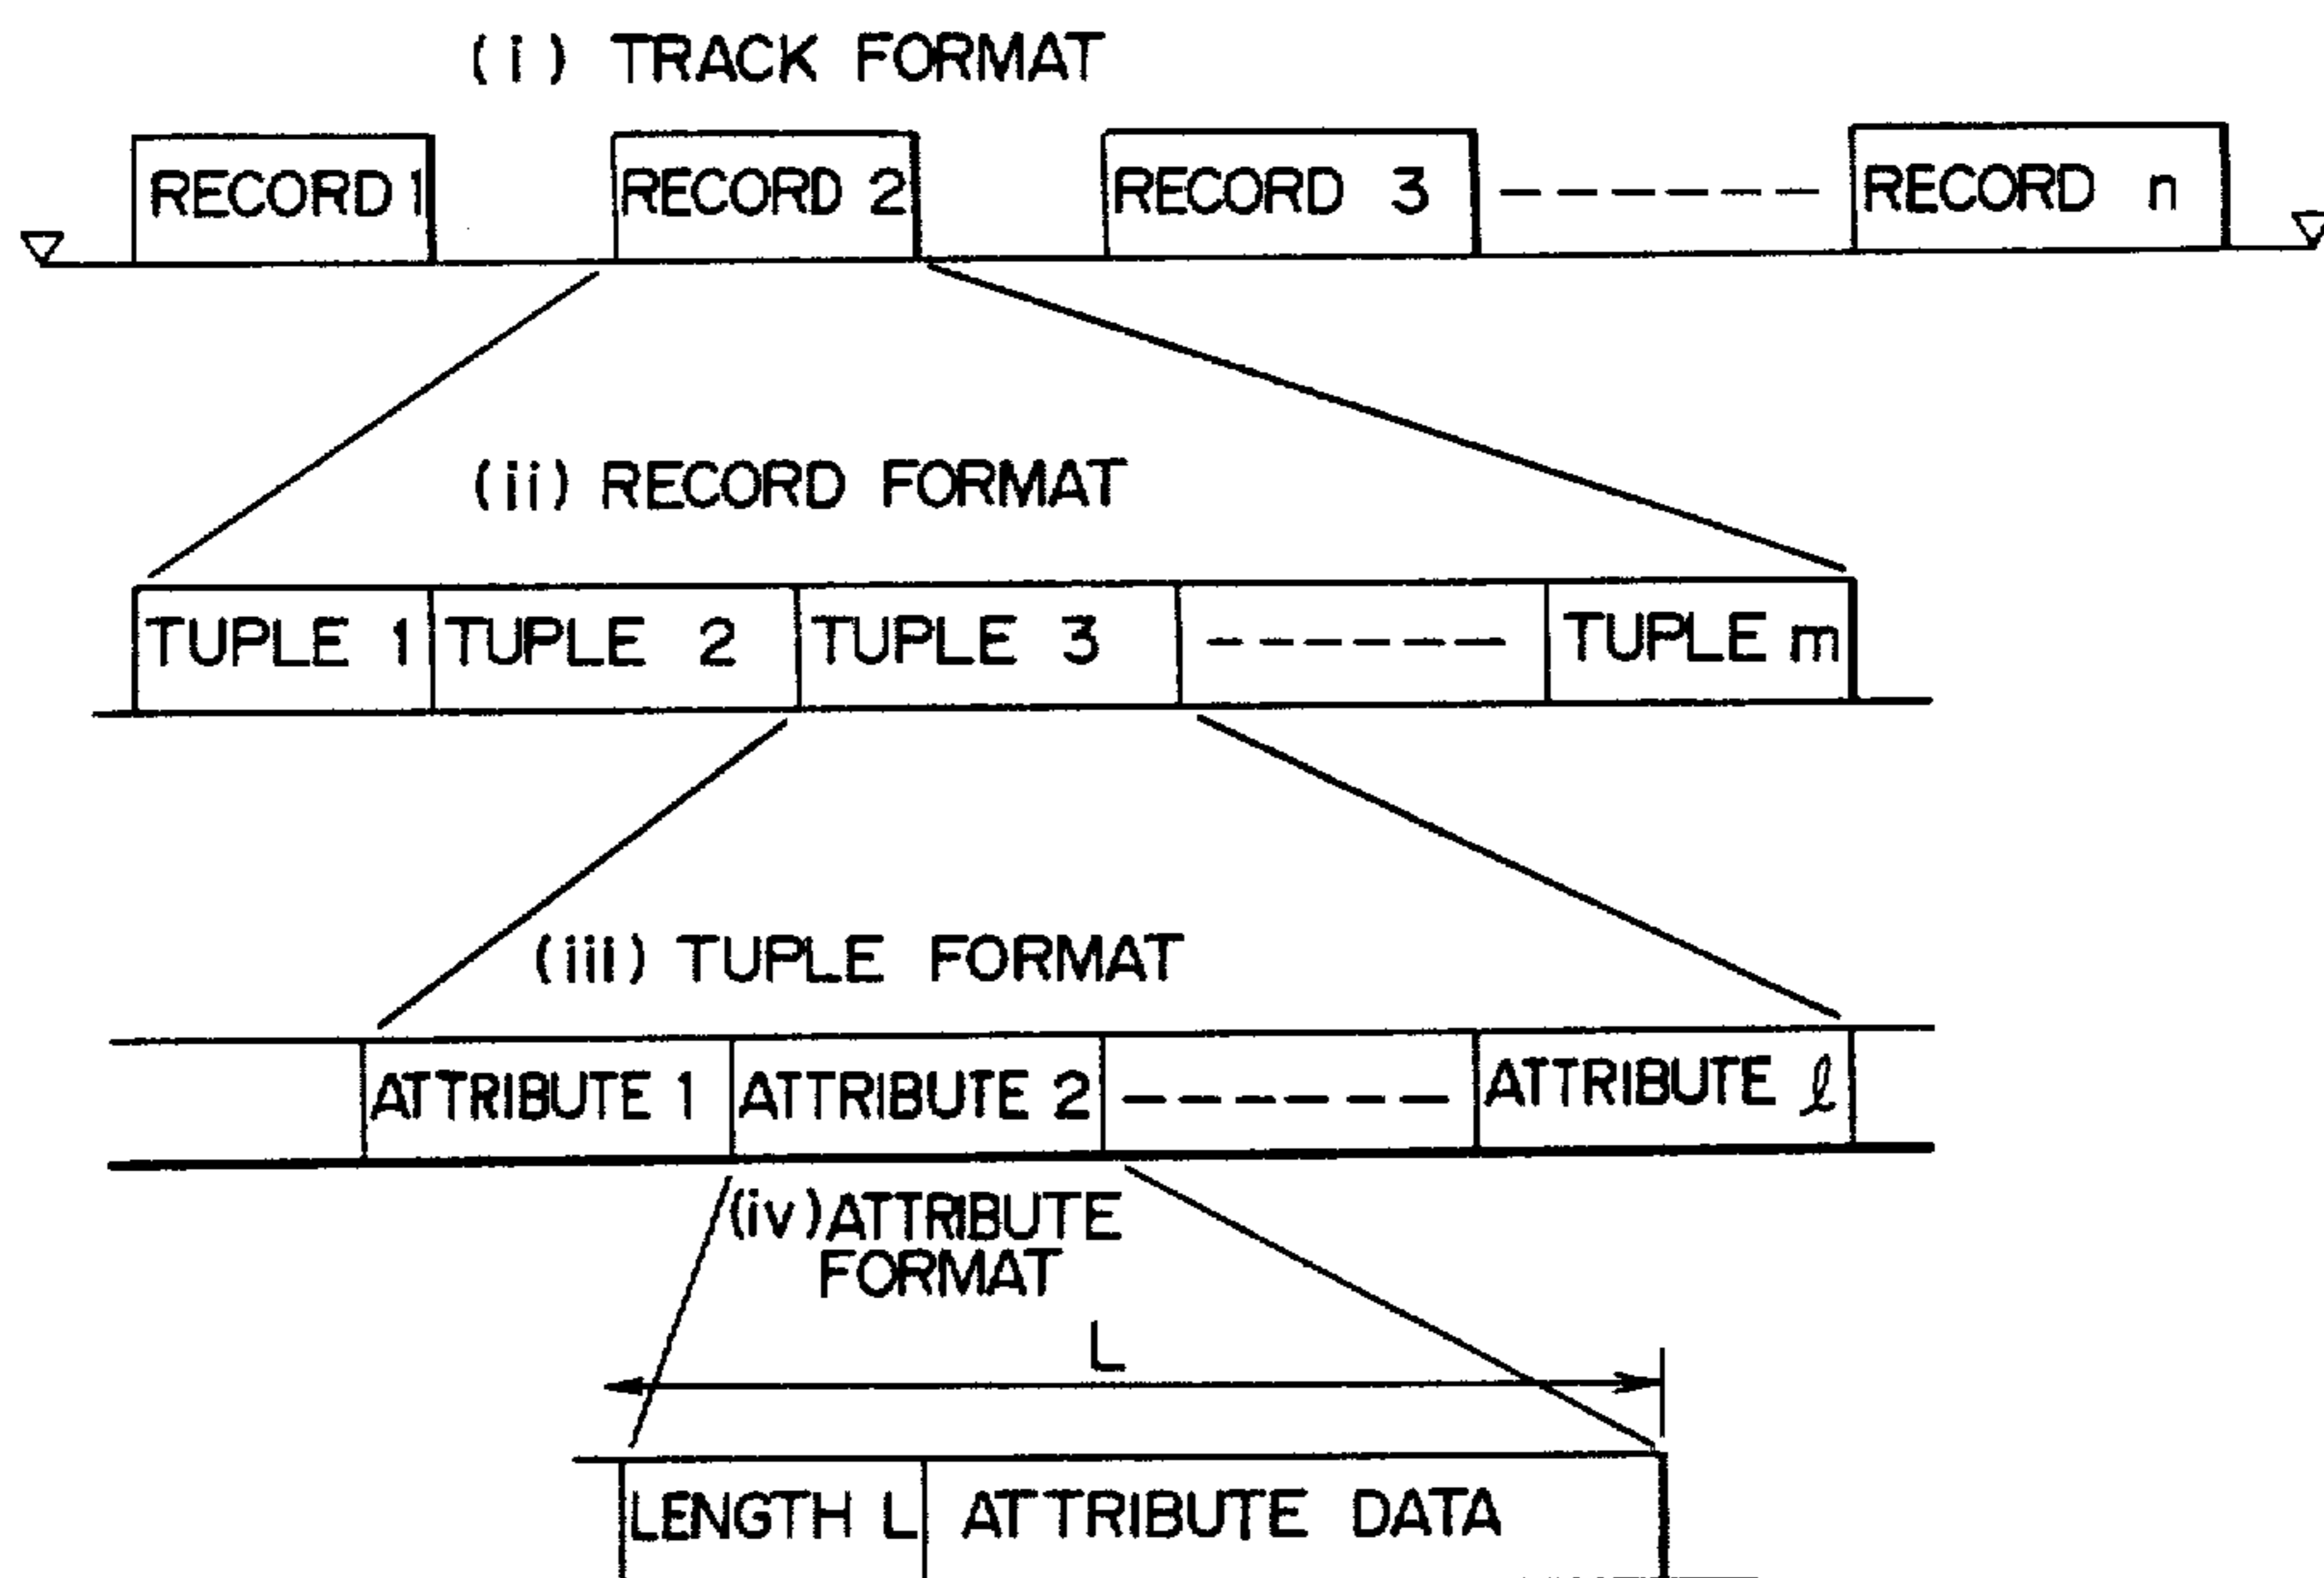 (i) TRACK FORMAT
RECORD 1 RECORD 2 RECORD 3 RECORD n
(ii) RECORD FORMAT
TUPLE 1 TUPLE 2 TUPLE 3 TUPLE m
(iii) TUPLE FORMAT
ATTRIBUTE 1 ATTRIBUTE 2 ATTRIBUTE ℓ
(iv) ATTRIBUTE
FORMAT
L
LENGTH L ATTRIBUTE DATA